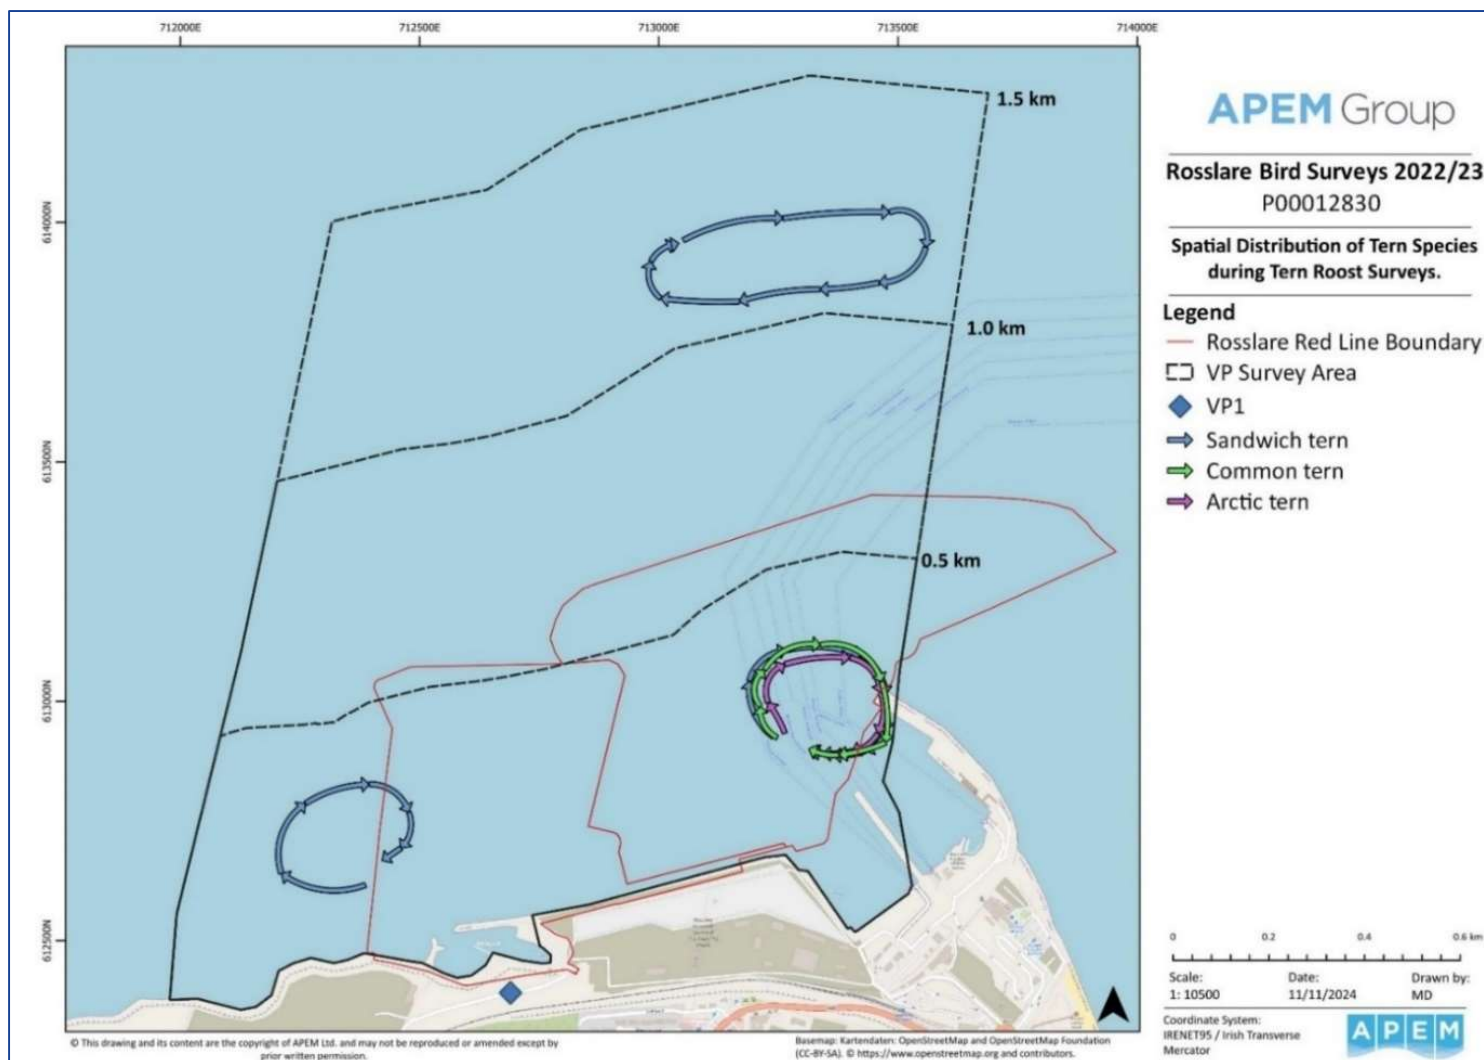 712000E
712500E
713000E
713500E
714000E
614000N
613500N
613000N
612500N
1.5 km
1.0 km
0.5 km
APEM Group
Rosslare Bird Surveys 2022/23
P00012830
Spatial Distribution of Tern Species
during Tern Roost Surveys.
Legend
Rosslare Red Line Boundary
VP Survey Area
VP1
Sandwich tern
Common tern
Arctic tern
0 0.2 0.4 0.6 km
Scale: Date: Drawn by:
1: 10500 11/11/2024 MD
Coordinate System:
IRENET95 / Irish Transverse
Mercator
APEM
© This drawing and its content are the copyright of APEM Ltd. and may not be reproduced or amended except by
prior written permission.
Basemap: Kartendaten: OpenStreetMap and OpenStreetMap Foundation
(CC-BY-SA). © https://www.openstreetmap.org and contributors.